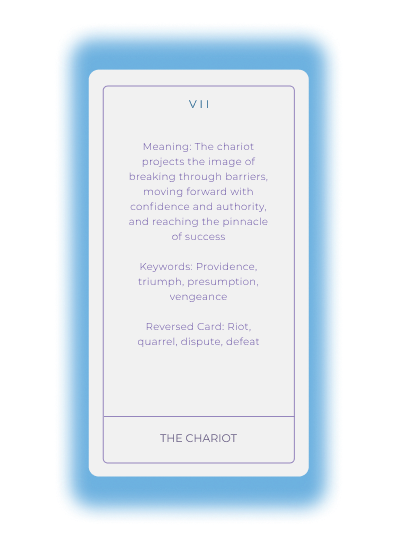 VII
Meaning: The chariot
projects the image of
breaking through barriers,
moving forward with
confidence and authority,
and reaching the pinnacle
of success
Keywords: Providence,
triumph, presumption,
vengeance
Reversed Card: Riot,
quarrel, dispute, defeat
THE CHARIOT